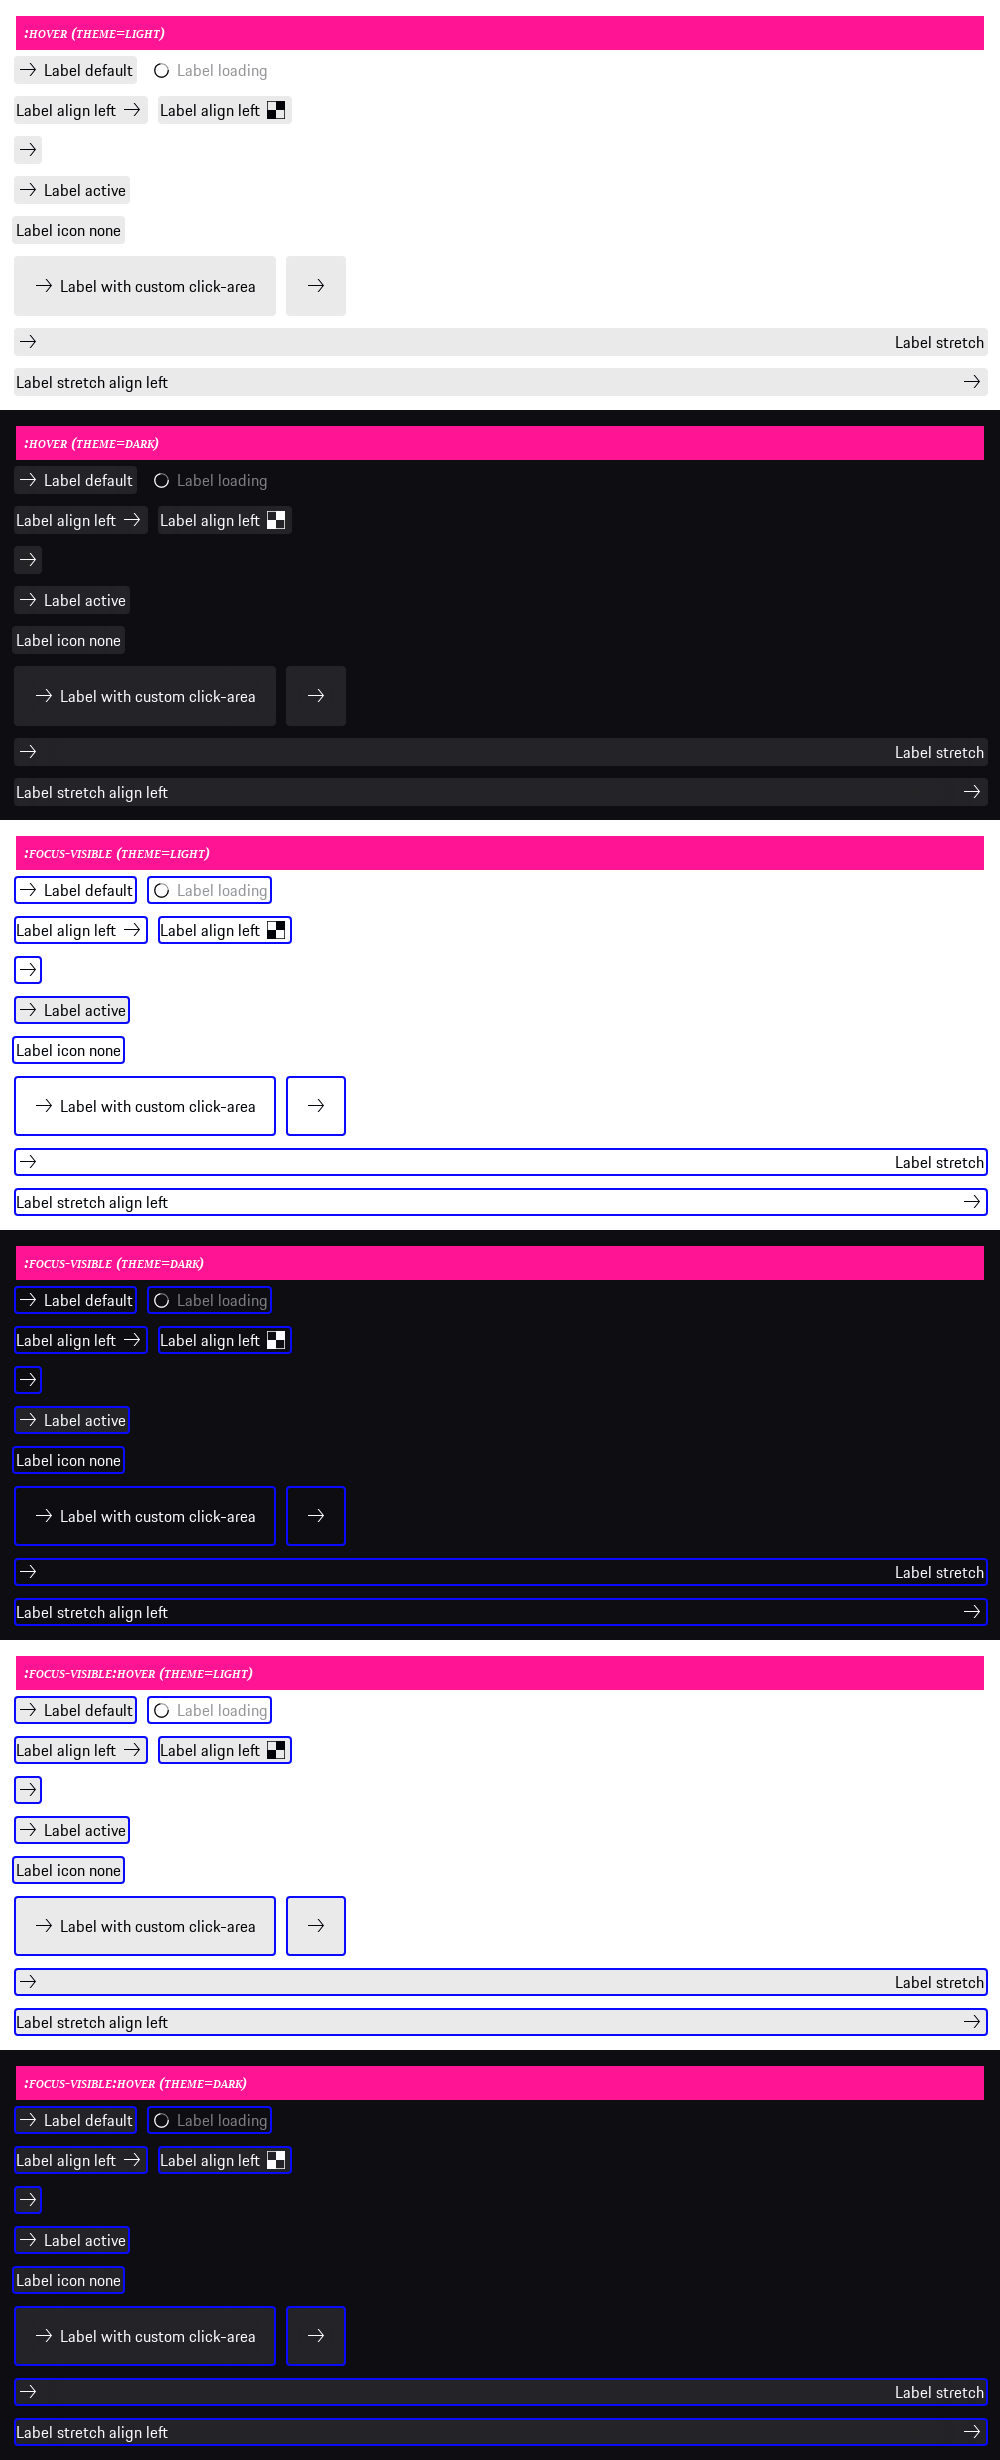 :HOVER (THEME=LIGHT)
Label default Label loading
Label align left Label align left
Label active
Label icon none
Label with custom click-area
Label stretch
Label stretch align left
:HOVER (THEME=DARK)
Label default Label loading
Label align left Label align left
Label active
Label icon none
Label with custom click-area
Label stretch
Label stretch align left
:FOCUS-VISIBLE (THEME=LIGHT)
Label default Label loading
Label align left Label align left
Label active
Label icon none
Label with custom click-area
Label stretch
Label stretch align left
:FOCUS-VISIBLE (THEME=DARK)
Label default Label loading
Label align left Label align left
Label active
Label icon none
Label with custom click-area
Label stretch
Label stretch align left
:FOCUS-VISIBLE:HOVER (THEME=LIGHT)
Label default Label loading
Label align left Label align left
Label active
Label icon none
Label with custom click-area
Label stretch
Label stretch align left
:FOCUS-VISIBLE:HOVER (THEME=DARK)
Label default Label loading
Label align left Label align left
Label active
Label icon none
Label with custom click-area
Label stretch
Label stretch align left